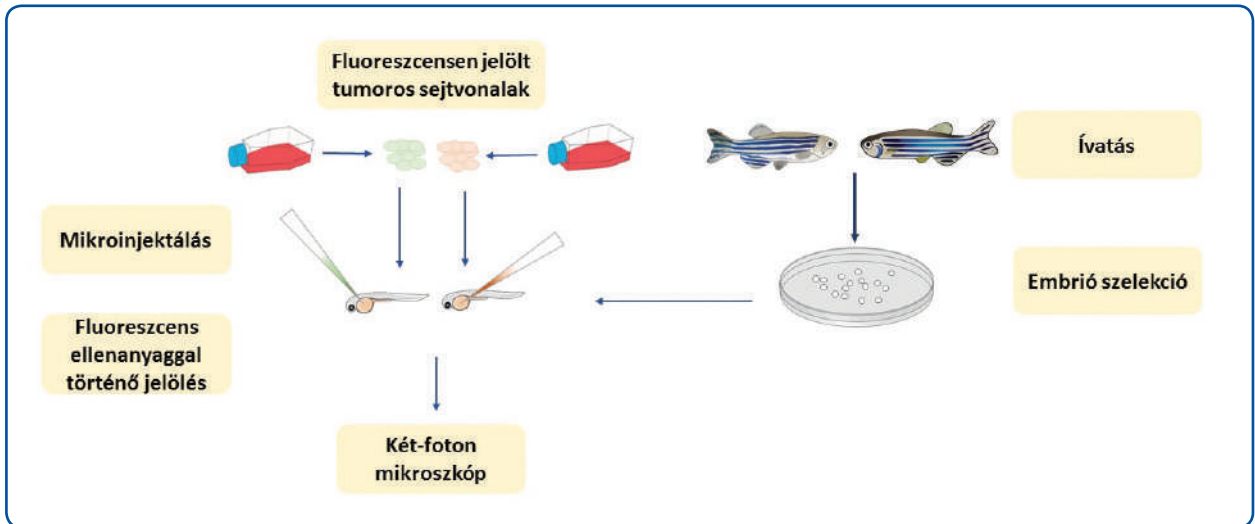 Fluoreszcensen jelölt
tumoros sejtvonalak
Ívatás
Mikroinjektálás
Embrió szelekció
Fluoreszcens
ellenanyaggal
történő jelölés
Két-foton
mikroszkóp